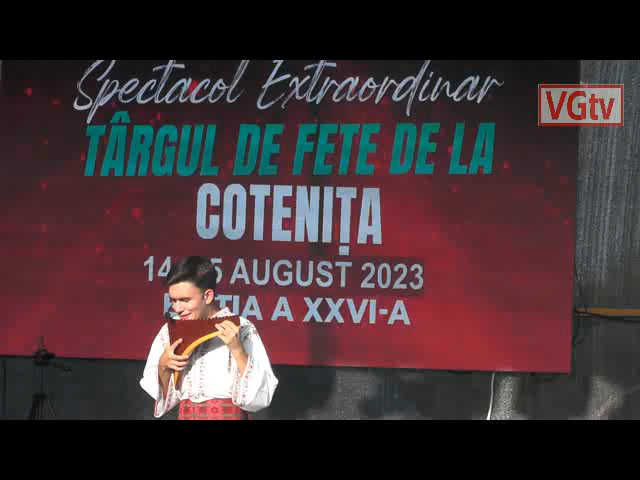 Spectacol Extraordinar
VGtv
TÂRGUL DE FETE DE LA
COTENIȚA
AUGUST 2023
A XXVI-A